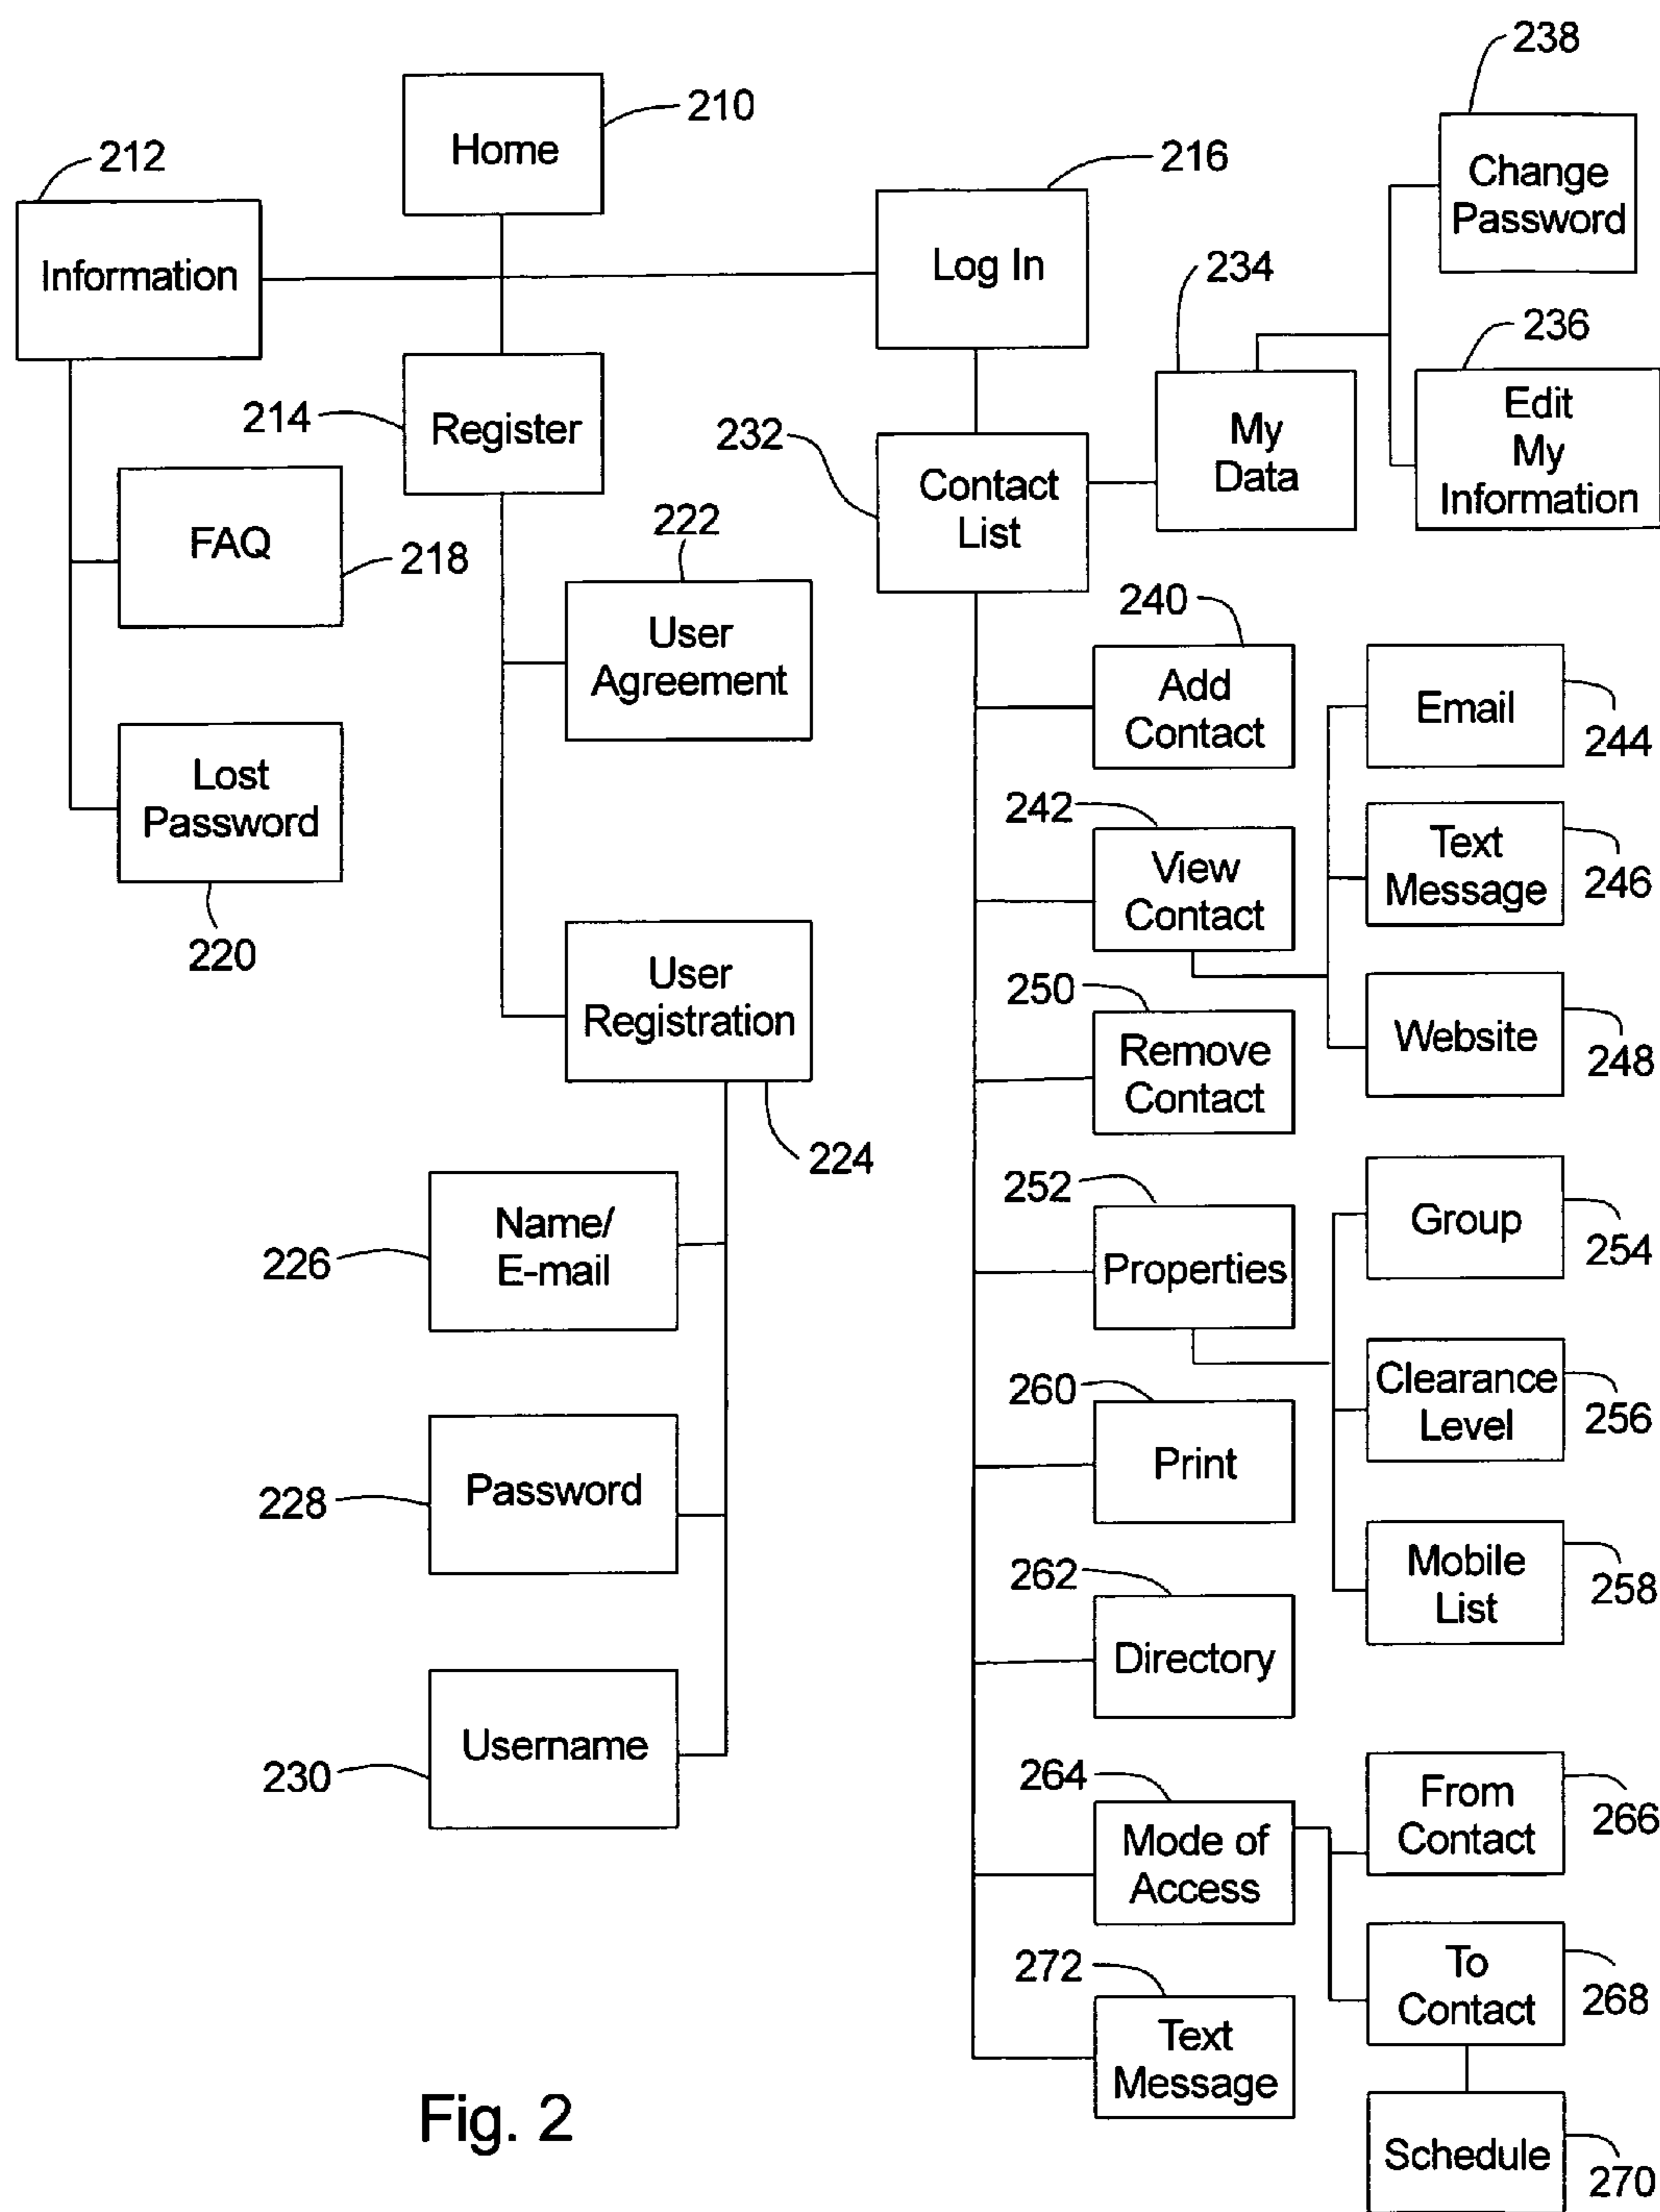 238
210
Home
212
216
Change
Password
Information
Log In
234
236
214
Register
232
Contact
List
My
Data
Edit
My
Information
FAQ
218
222
User
Agreement
240
Add
Contact
Email
244
Lost
Password
220
242
View
Contact
Text
Message
246
User
Registration
224
250
Remove
Contact
Website
248
252
Properties
Group
254
226
Name/
E-mail
260
Print
Clearance
Level
256
228
Password
262
Directory
Mobile
List
258
230
Username
264
Mode of
Access
From
Contact
266
272
Text
Message
To
Contact
268
Schedule
270
Fig. 2